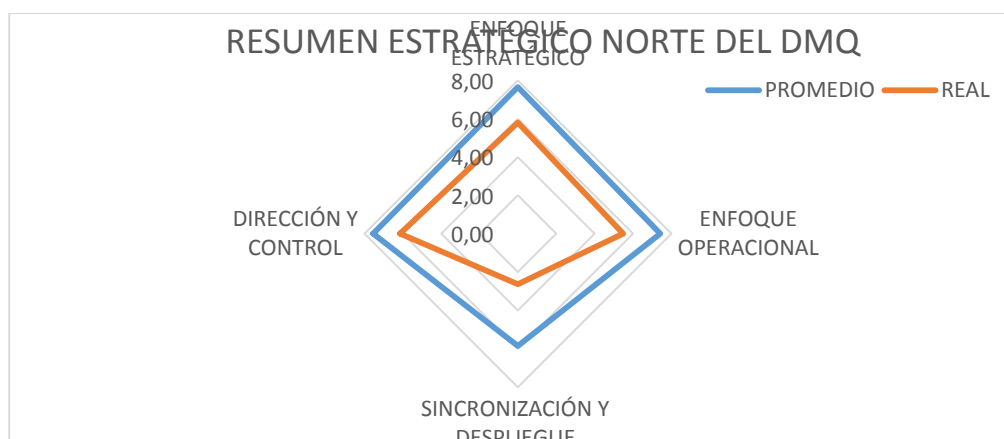 RESUMEN ESTRATÉGICO NORTE DEL DMQ
ENFOQUE
ESTRATÉGICO
PROMEDIO
REAL
8,00
6,00
4,00
2,00
0,00
DIRECCIÓN Y
CONTROL
ENFOQUE
OPERACIONAL
SINCRONIZACIÓN Y
DESPLIEGUE